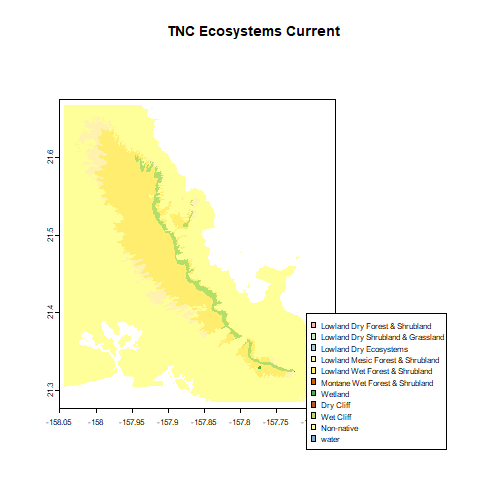 TNC Ecosystems Current
21.6
21.5
21.4
21.3
-158.05 -158 -157.95 -157.9 -157.85 -157.8 -157.75
Lowland Dry Forest & Shrubland
Lowland Dry Shrubland & Grassland
Lowland Dry Ecosystems
Lowland Mesic Forest & Shrubland
Lowland Wet Forest & Shrubland
Montane Wet Forest & Shrubland
Wetland
Dry Cliff
Wet Cliff
Non-native
water